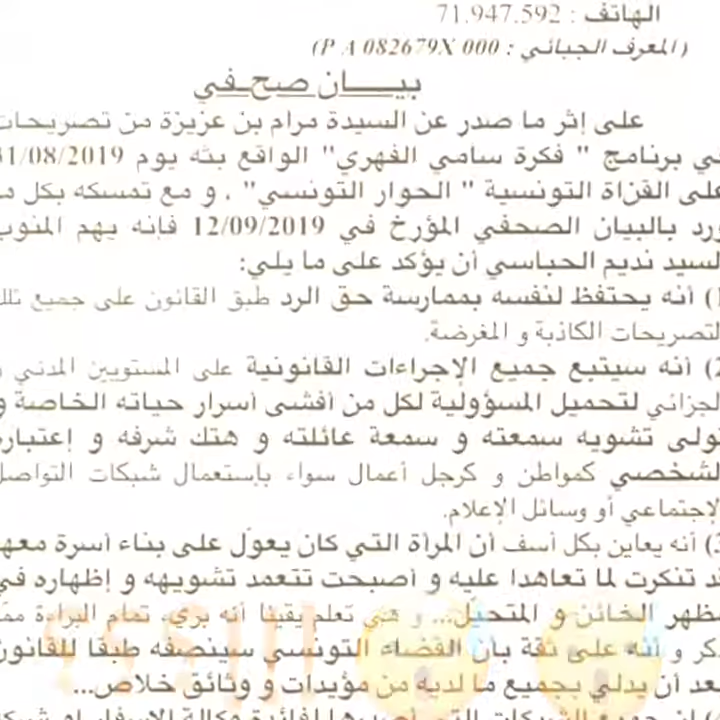 الهاتف : 71.947.592
(المعرف الجبائي : P A 082679X 000)
بيـــــان صحـفـي
على إثر ما صدر عن السيدة مرام بن عزيزة من تصريحات
في برنامج " فكرة سامي الفهري" الواقع بثه يوم 31/08/2019
على القناة التونسية " الحوار التونسي" ، و مع تمسكه بكل ما
ورد بالبيان الصحفي المؤرخ في 12/09/2019 فإنه يهم المنوب
السيد نديم الحباسي أن يؤكد على ما يلي:
1) أنه يحتفظ لنفسه بممارسة حق الرد طبق القانون على جميع تلك
التصريحات الكاذبة و المغرضة.
2) أنه سيتبع جميع الإجراءات القانونية على المستويين المدني و
الجزائي لتحميل المسؤولية لكل من أفشى أسرار حياته الخاصة و
تولى تشويه سمعته و سمعة عائلته و هتك شرفه و إعتباره
الشخصي كمواطن و كرجل أعمال سواء بإستعمال شبكات التواصل
الإجتماعي أو وسائل الإعلام.
3) أنه يعاين بكل أسف أن المرأة التي كان يعوّل على بناء أسرة معها
قد تنكرت لما تعاهدا عليه و أصبحت تتعمد تشويهه و إظهاره في
مظهر الخائن و المتحيل... و هي تعلم يقينا أنه بريء تمام البراءة مما
ذكر و أنه على ثقة بأن القضاء التونسي سينصفه طبقا للقانون
بعد أن يدلي بجميع ما لديه من مؤيدات و وثائق خلاص...